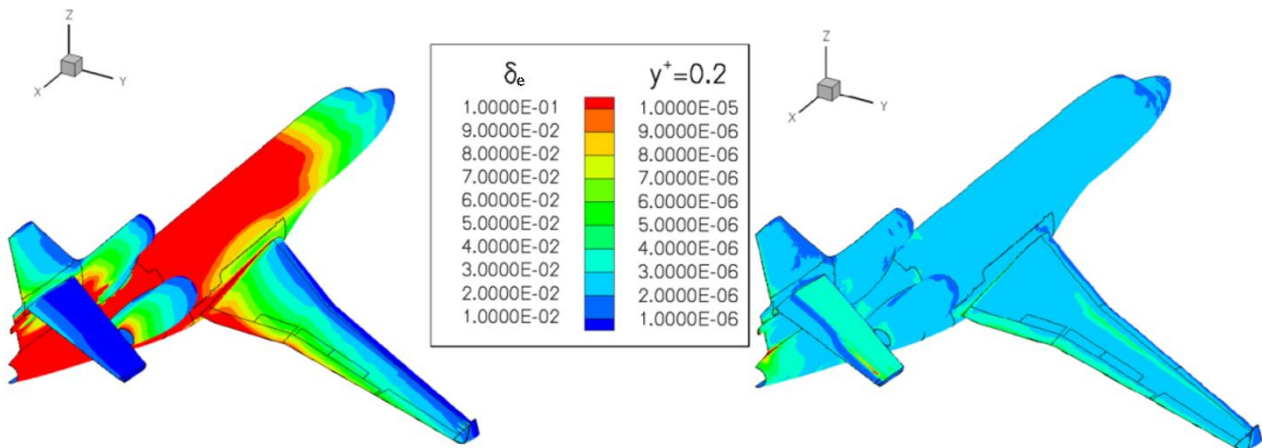 Z
Y
X
δe y+=0.2
1.0000E-01 1.0000E-05
9.0000E-02 9.0000E-06
8.0000E-02 8.0000E-06
7.0000E-02 7.0000E-06
6.0000E-02 6.0000E-06
5.0000E-02 5.0000E-06
4.0000E-02 4.0000E-06
3.0000E-02 3.0000E-06
2.0000E-02 2.0000E-06
1.0000E-02 1.0000E-06
Z
Y
X